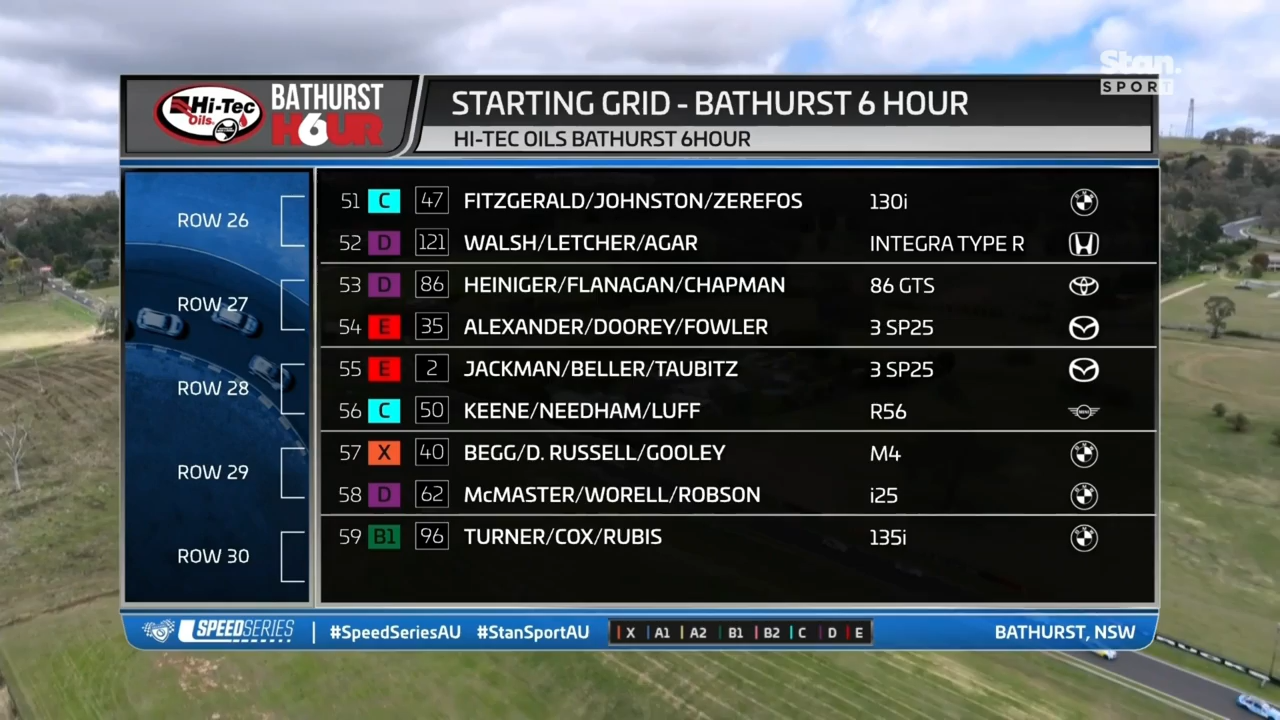 Stan.
SPORT
Hi-Tec
Oils
BATHURST
6 HOUR
STARTING GRID - BATHURST 6 HOUR
HI-TEC OILS BATHURST 6HOUR
ROW 26
51 C 47 FITZGERALD/JOHNSTON/ZEREFOS 130i
52 D 121 WALSH/LETCHER/AGAR INTEGRA TYPE R
ROW 27
53 D 86 HEINIGER/FLANAGAN/CHAPMAN 86 GTS
54 E 35 ALEXANDER/DOOREY/FOWLER 3 SP25
ROW 28
55 E 2 JACKMAN/BELLER/TAUBITZ 3 SP25
56 C 50 KEENE/NEEDHAM/LUFF R56
ROW 29
57 X 40 BEGG/D. RUSSELL/GOOLEY M4
58 D 62 McMASTER/WORELL/ROBSON i25
ROW 30
59 B1 96 TURNER/COX/RUBIS 135i
SPEEDSERIES | #SpeedSeriesAU #StanSportAU X A1 A2 B1 B2 C D E BATHURST, NSW